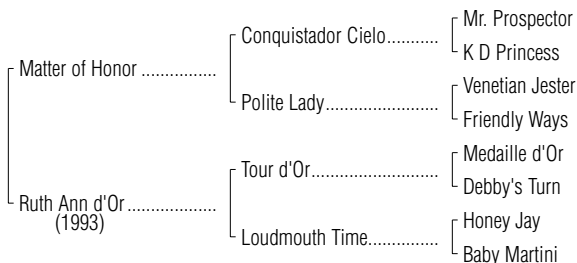 Mr. Prospector
Conquistador Cielo...........
K D Princess
Matter of Honor ................
Venetian Jester
Polite Lady........................
Friendly Ways
Medaille d'Or
Tour d'Or...........................
Debby's Turn
Ruth Ann d'Or ...................
(1993)
Honey Jay
Loudmouth Time...............
Baby Martini